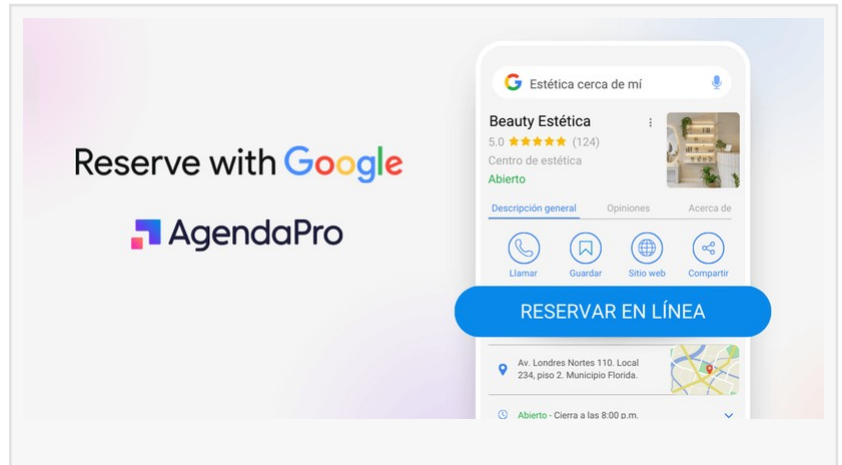 Reserve with Google
AgendaPro
Estética cerca de mí
Beauty Estética
5.0 ★★★★★ (124)
Centro de estética
Abierto
Descripción general Opiniones Acerca de
Llamar Guardar Sitio web Compartir
RESERVAR EN LÍNEA
Av. Londres Nortes 110. Local
234, piso 2. Municipio Florida.
Abierto - Cierra a las 8:00 p.m.